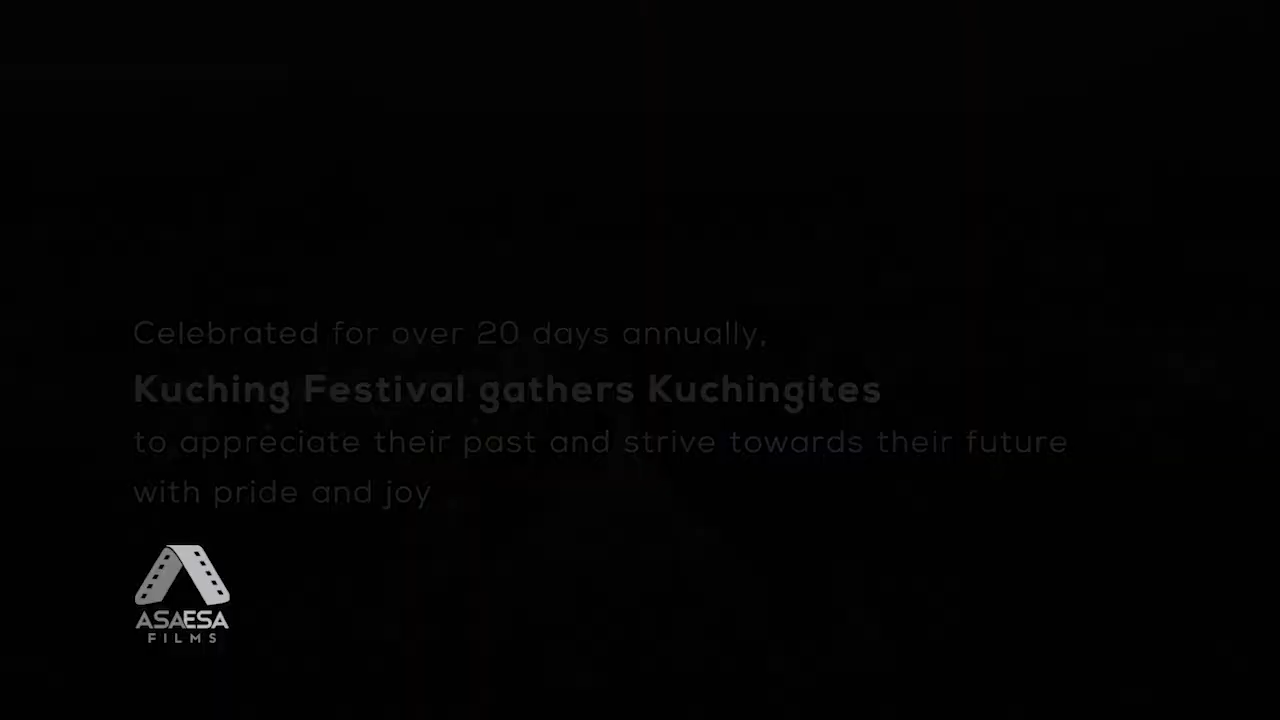 Celebrated for over 20 days annually,
Kuching Festival gathers Kuchingites
to appreciate their past and strive towards their future
with pride and joy
ASAESA
FILMS